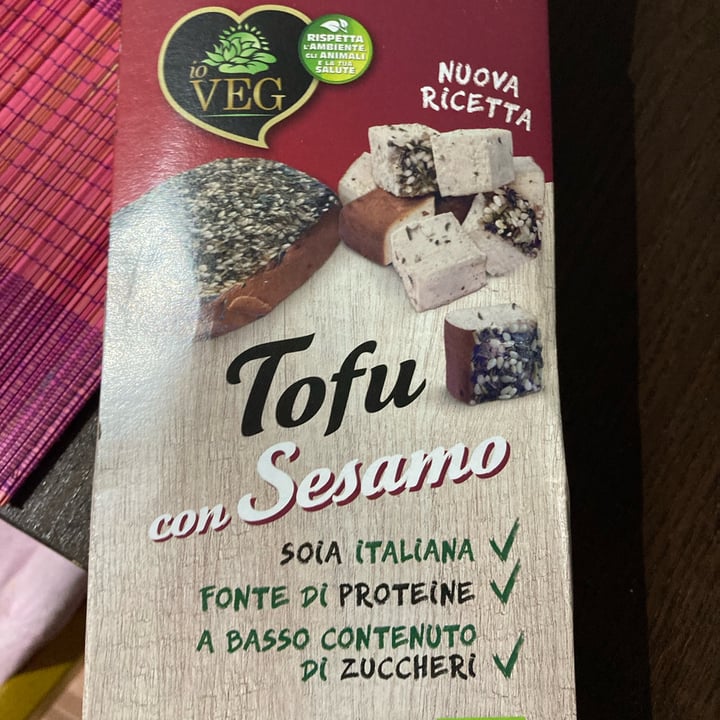 io
VEG
RISPETTA
L'AMBIENTE,
GLI ANIMALI
E LA TUA
SALUTE
NUOVA
RICETTA
Tofu
con Sesamo
SOIA ITALIANA
FONTE DI PROTEINE
A BASSO CONTENUTO
DI ZUCCHERI